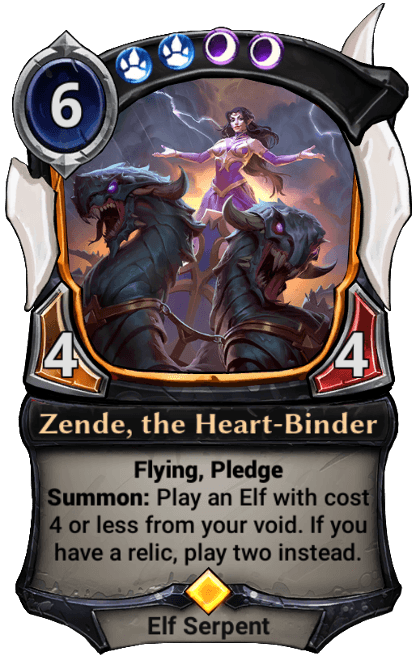 6
4
4
Zende, the Heart-Binder
Flying, Pledge
Summon: Play an Elf with cost
4 or less from your void. If you
have a relic, play two instead.
Elf Serpent